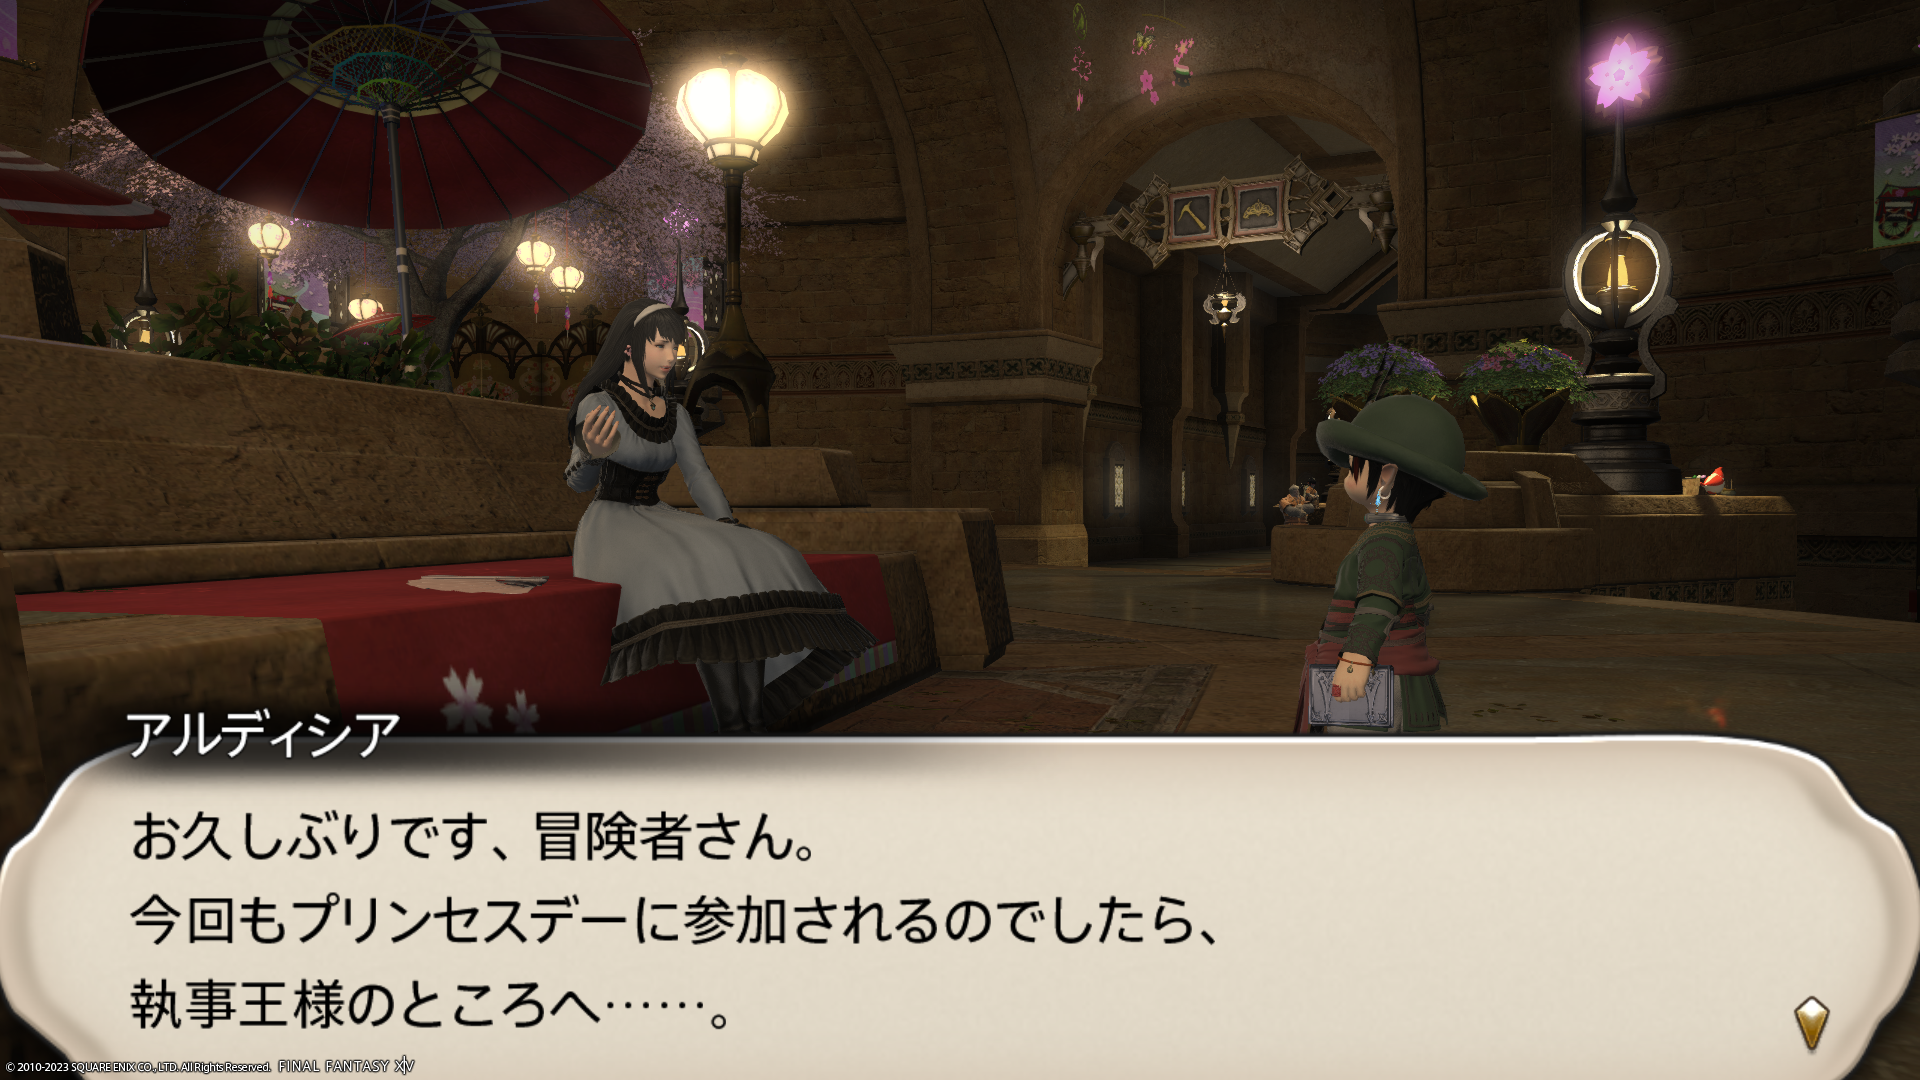 アルディシア
お久しぶりです、冒険者さん。
今回もプリンセスデーに参加されるのでしたら、
執事王様のところへ……。
© 2010-2023 SQUARE ENIX CO., LTD. All Rights Reserved. FINAL FANTASY XIV